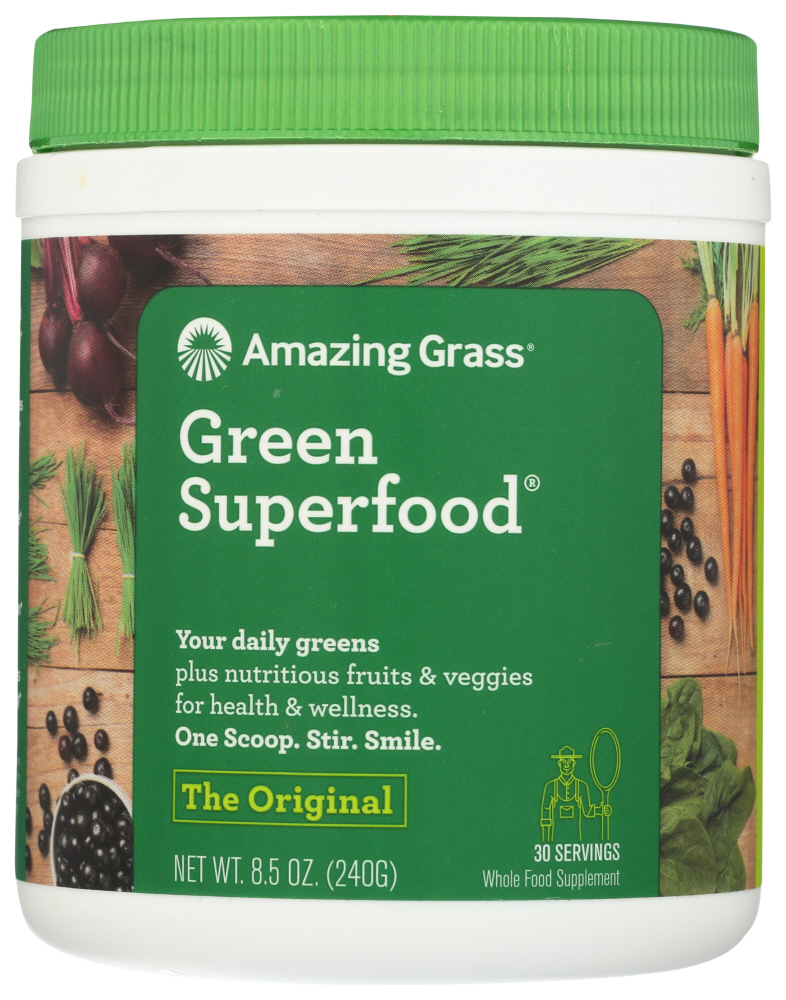 Amazing Grass®
Green
Superfood®
Your daily greens
plus nutritious fruits & veggies
for health & wellness.
One Scoop. Stir. Smile.
The Original
30 SERVINGS
NET WT. 8.5 OZ. (240G)
Whole Food Supplement